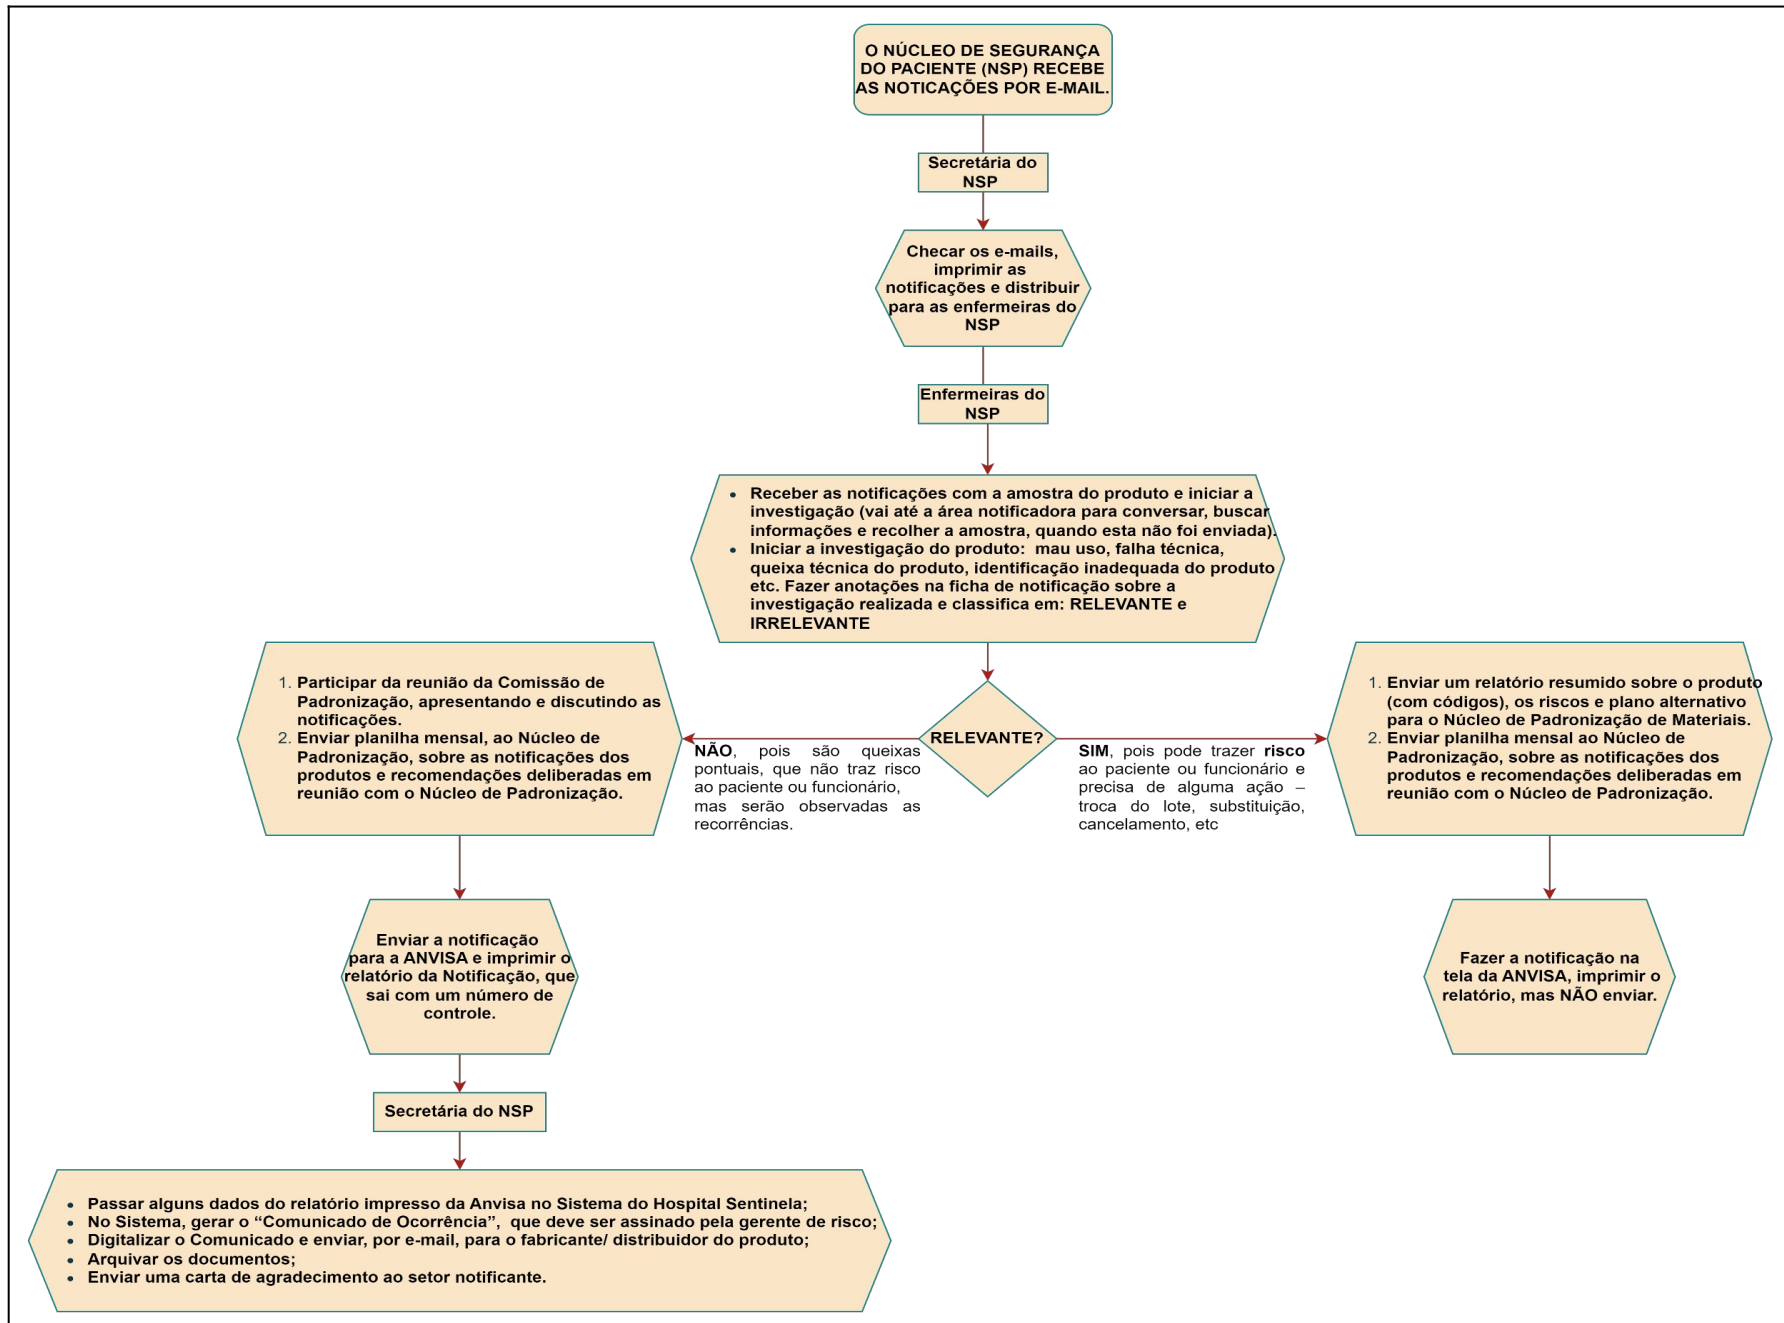 O NÚCLEO DE SEGURANÇA
DO PACIENTE (NSP) RECEBE
AS NOTICAÇÕES POR E-MAIL.
Secretária do
NSP
Checar os e-mails,
imprimir as
notificações e distribuir
para as enfermeiras do
NSP
Enfermeiras do
NSP
• Receber as notificações com a amostra do produto e iniciar a
investigação (vai até a área notificadora para conversar, buscar
informações e recolher a amostra, quando esta não foi enviada).
• Iniciar a investigação do produto: mau uso, falha técnica,
queixa técnica do produto, identificação inadequada do produto
etc. Fazer anotações na ficha de notificação sobre a
investigação realizada e classifica em: RELEVANTE e
IRRELEVANTE
RELEVANTE?
NÃO, pois são queixas
pontuais, que não traz risco
ao paciente ou funcionário,
mas serão observadas as
recorrências.
SIM, pois pode trazer risco
ao paciente ou funcionário e
precisa de alguma ação –
troca do lote, substituição,
cancelamento, etc
1. Participar da reunião da Comissão de
Padronização, apresentando e discutindo as
notificações.
2. Enviar planilha mensal, ao Núcleo de
Padronização, sobre as notificações dos
produtos e recomendações deliberadas em
reunião com o Núcleo de Padronização.
1. Enviar um relatório resumido sobre o produto
(com códigos), os riscos e plano alternativo
para o Núcleo de Padronização de Materiais.
2. Enviar planilha mensal ao Núcleo de
Padronização, sobre as notificações dos
produtos e recomendações deliberadas em
reunião com o Núcleo de Padronização.
Enviar a notificação
para a ANVISA e imprimir o
relatório da Notificação, que
sai com um número de
controle.
Fazer a notificação na
tela da ANVISA, imprimir o
relatório, mas NÃO enviar.
Secretária do NSP
• Passar alguns dados do relatório impresso da Anvisa no Sistema do Hospital Sentinela;
• No Sistema, gerar o “Comunicado de Ocorrência”, que deve ser assinado pela gerente de risco;
• Digitalizar o Comunicado e enviar, por e-mail, para o fabricante/ distribuidor do produto;
• Arquivar os documentos;
• Enviar uma carta de agradecimento ao setor notificante.